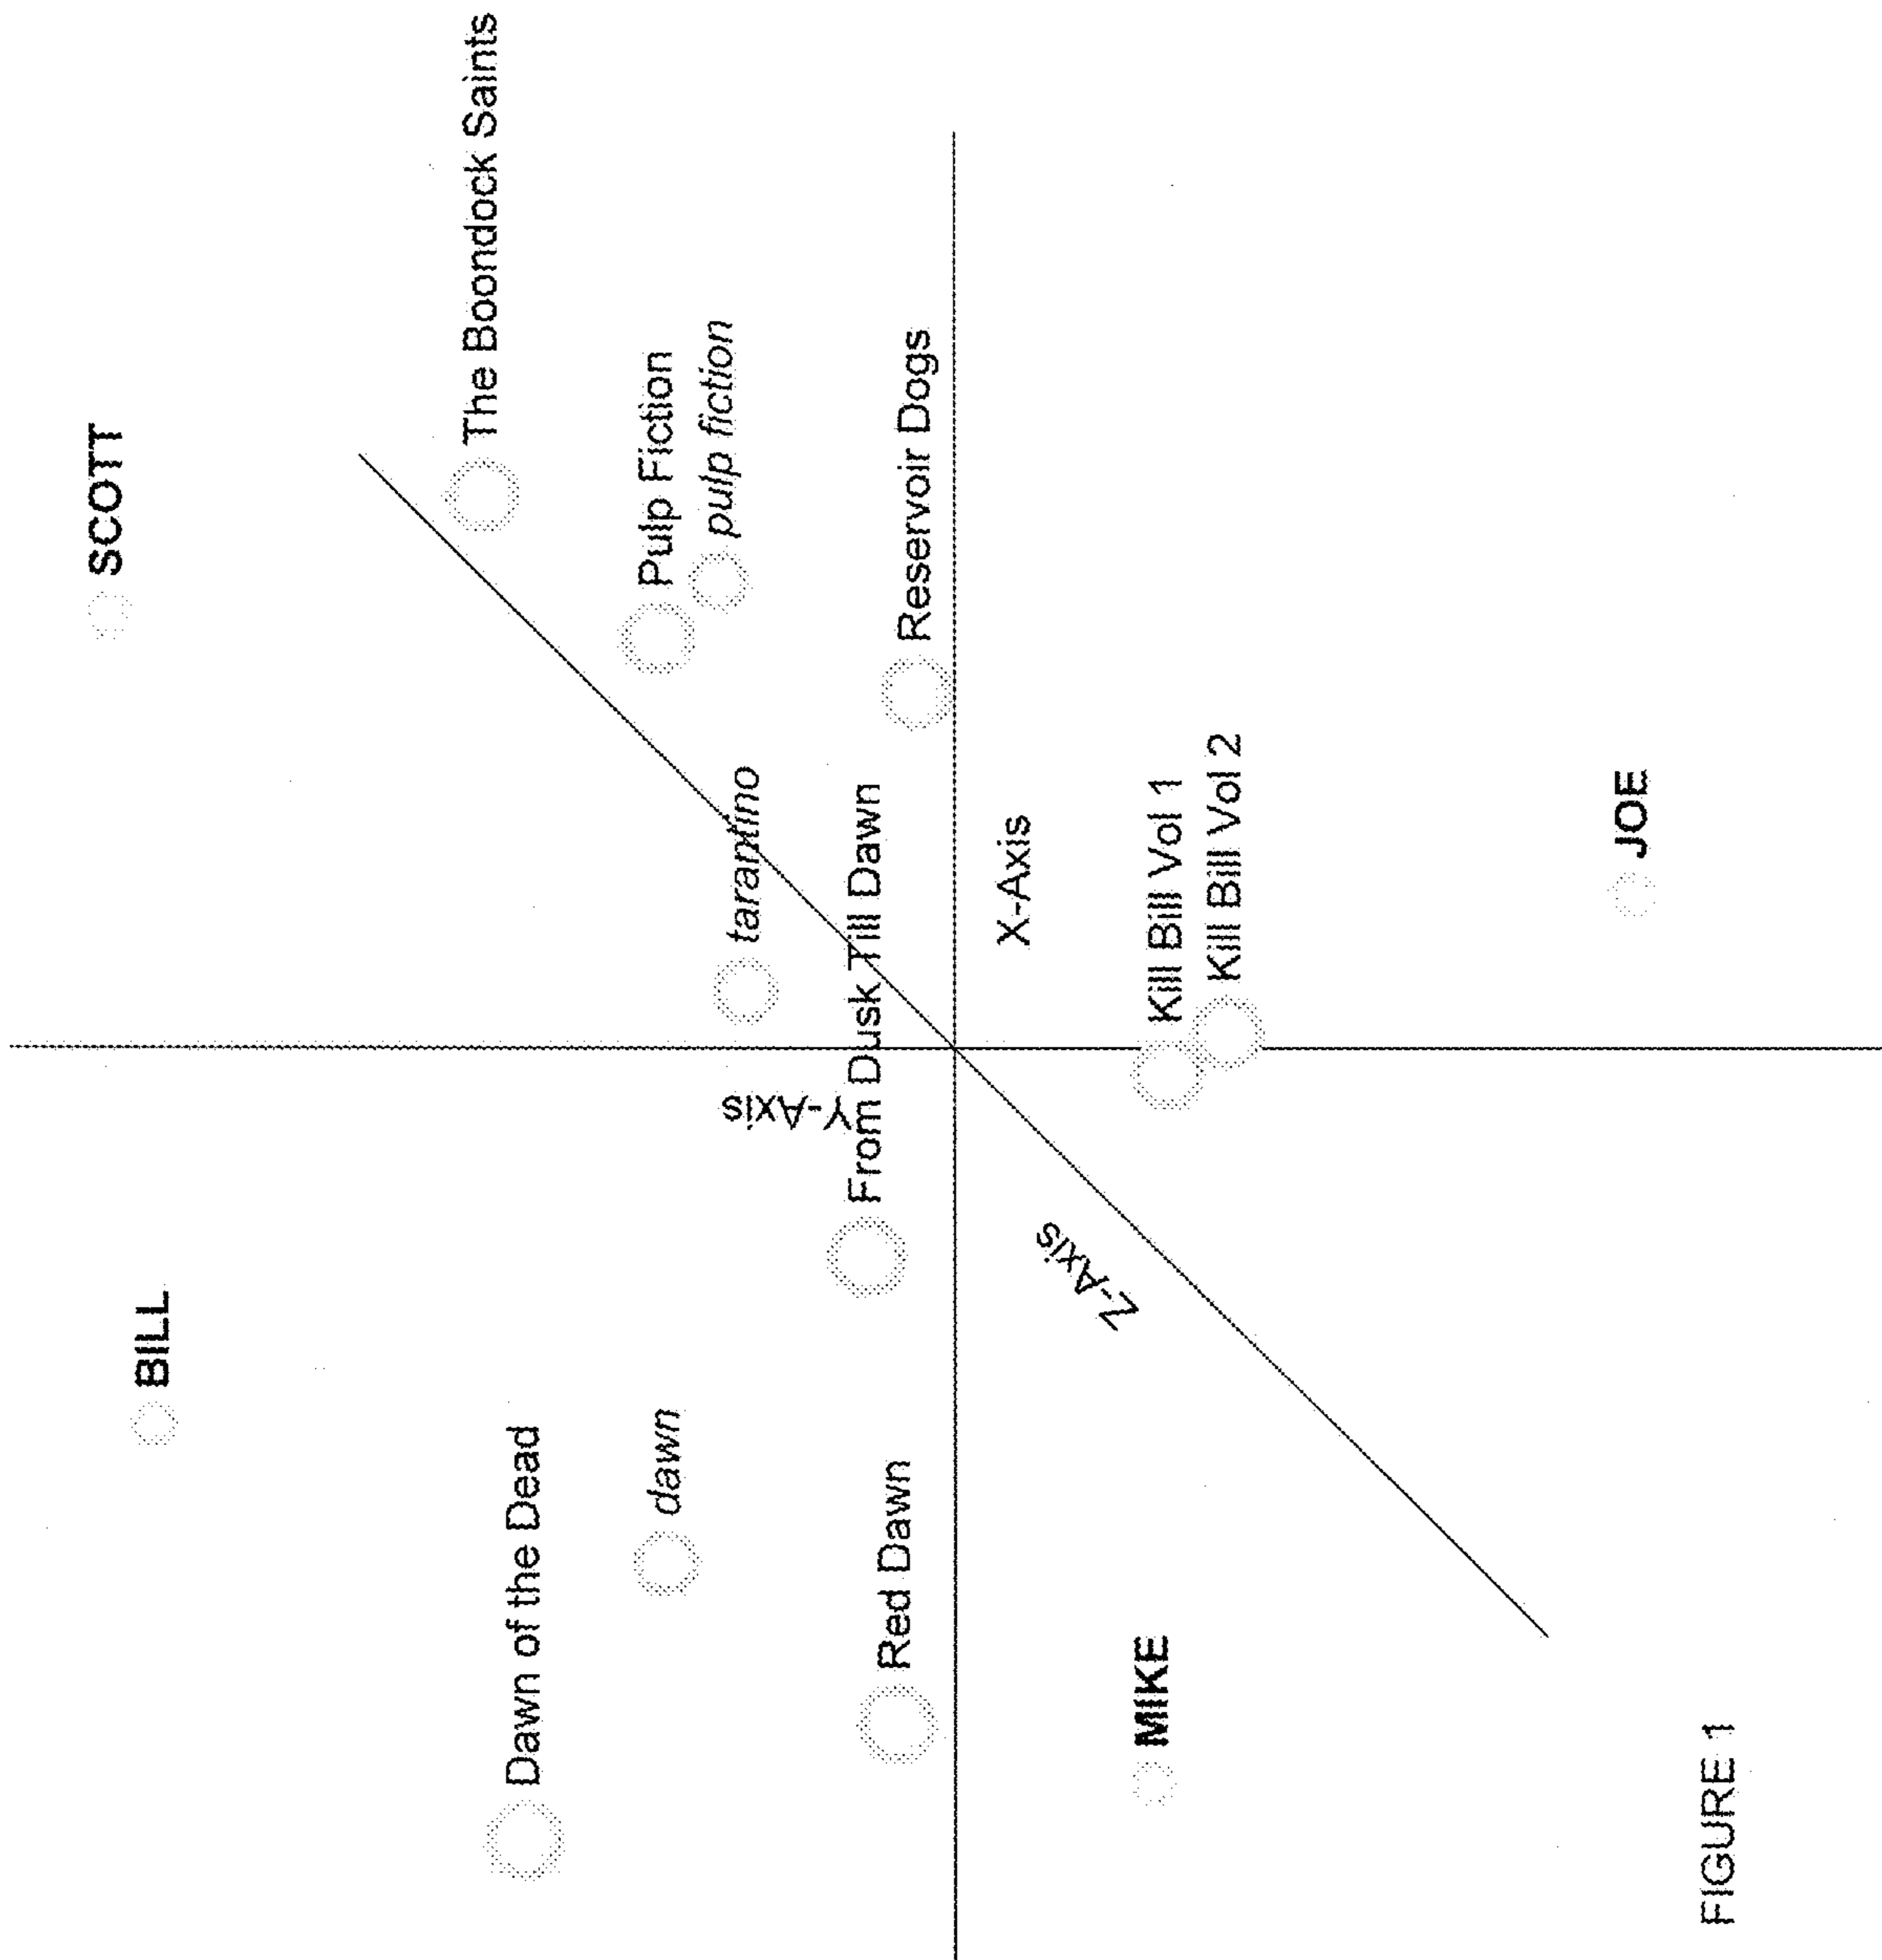 SCOTT
BILL
The Boondock Saints
Dawn of the Dead
Pulp Fiction
dawn
pulp fiction
tarantino
Y-Axis
From Dusk Till Dawn
Red Dawn
Reservoir Dogs
X-Axis
Z-Axis
MIKE
Kill Bill Vol 1
Kill Bill Vol 2
JOE
FIGURE 1